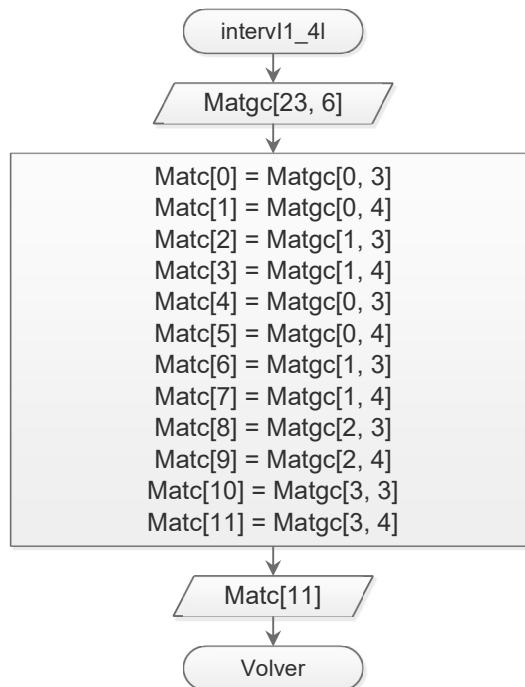 intervI1_4I
Matgc[23, 6]
Matc[0] = Matgc[0, 3]
Matc[1] = Matgc[0, 4]
Matc[2] = Matgc[1, 3]
Matc[3] = Matgc[1, 4]
Matc[4] = Matgc[0, 3]
Matc[5] = Matgc[0, 4]
Matc[6] = Matgc[1, 3]
Matc[7] = Matgc[1, 4]
Matc[8] = Matgc[2, 3]
Matc[9] = Matgc[2, 4]
Matc[10] = Matgc[3, 3]
Matc[11] = Matgc[3, 4]
Matc[11]
Volver